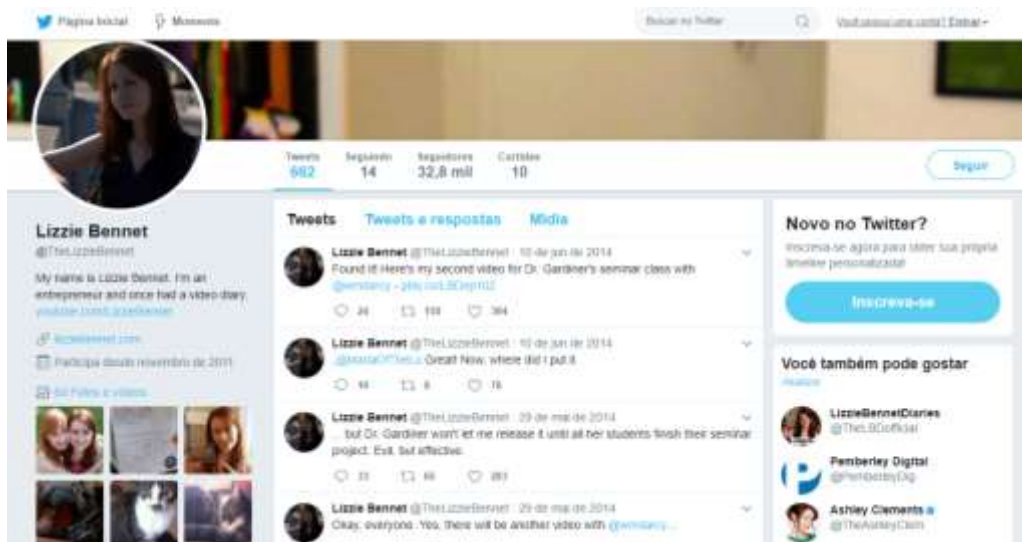 Página Inicial
Moments
Buscar no Twitter
Você possui uma conta? Entrar
Tweets 662
Seguindo 14
Seguidores 32,8 mil
Curtidas 10
Seguir
Lizzie Bennet
@TheLizzieBennet
My name is Lizzie Bennet. I'm an
entrepreneur and once had a video diary.
youtube.com/LizzieBennet
lizziebennet.com
Participa desde novembro de 2011
Fotos e vídeos
Tweets
Tweets e respostas
Mídia
Lizzie Bennet @TheLizzieBennet · 10 de jun de 2014
Found it! Here's my second video for Dr. Gardiner's seminar class with
@wmdarcy -
Lizzie Bennet @TheLizzieBennet · 10 de jun de 2014
Great! Now, where did I put it
Lizzie Bennet @TheLizzieBennet · 29 de mai de 2014
... but Dr. Gardiner won't let me release it until all her students finish their seminar
project. Evil, but effective.
Lizzie Bennet @TheLizzieBennet · 29 de mai de 2014
Okay, everyone. Yes, there will be another video with @wmdarcy ...
Novo no Twitter?
Inscreva-se agora para obter sua própria
timeline personalizada!
Inscreva-se
Você também pode gostar
LizzieBennetDiaries
@TheLBDofficial
Pemberley Digital
@PemberleyDig
Ashley Clements
@TheAshleyClem